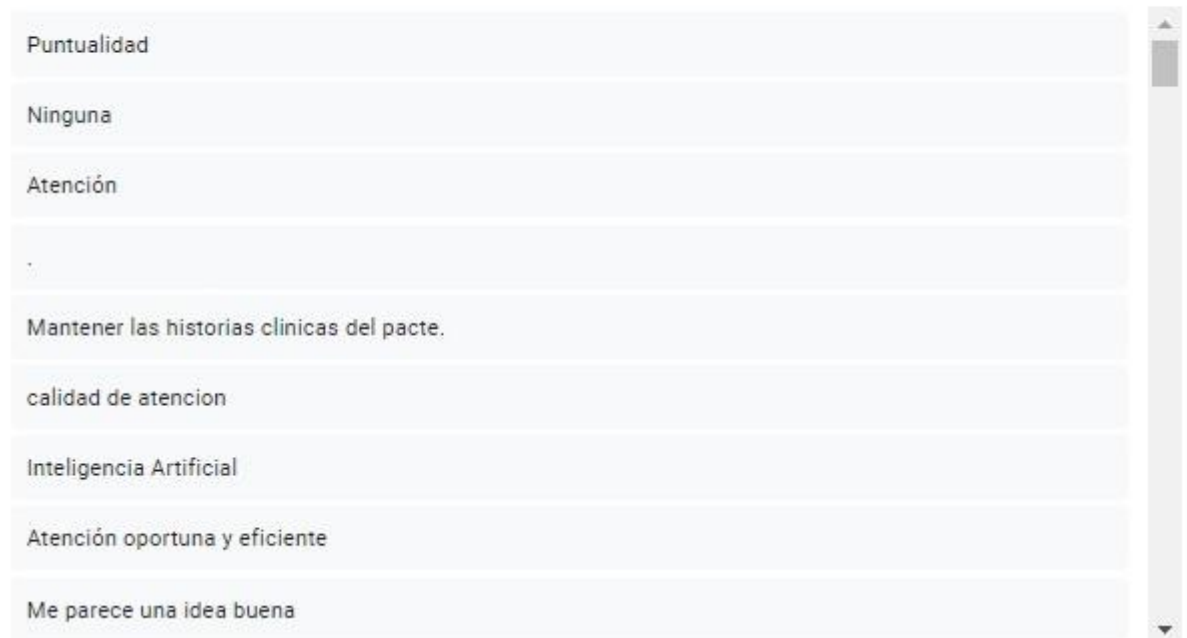 Puntualidad
Ninguna
Atención
.
Mantener las historias clinicas del pacte.
calidad de atencion
Inteligencia Artificial
Atención oportuna y eficiente
Me parece una idea buena